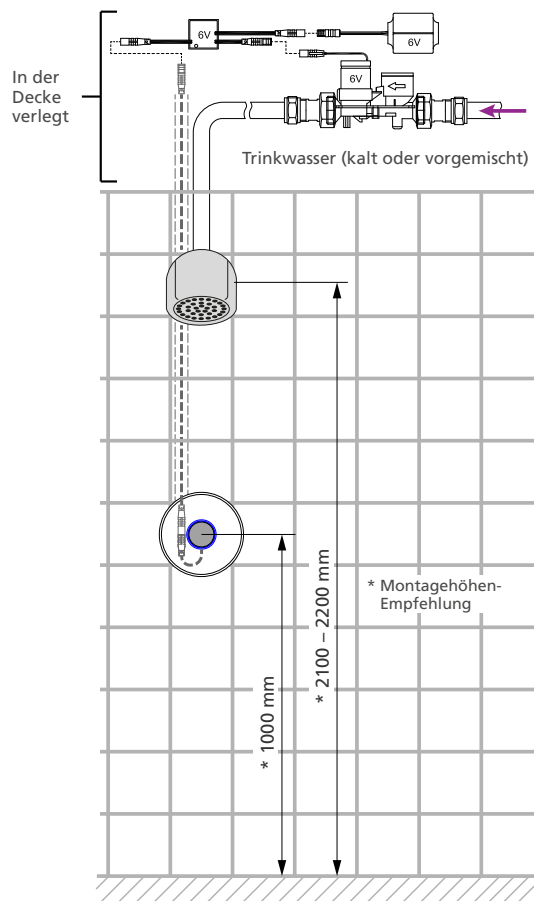 6V
6V
6V
In der
Decke
verlegt
Trinkwasser (kalt oder vorgemischt)
* Montagehöhen-
Empfehlung
* 2100 – 2200 mm
* 1000 mm